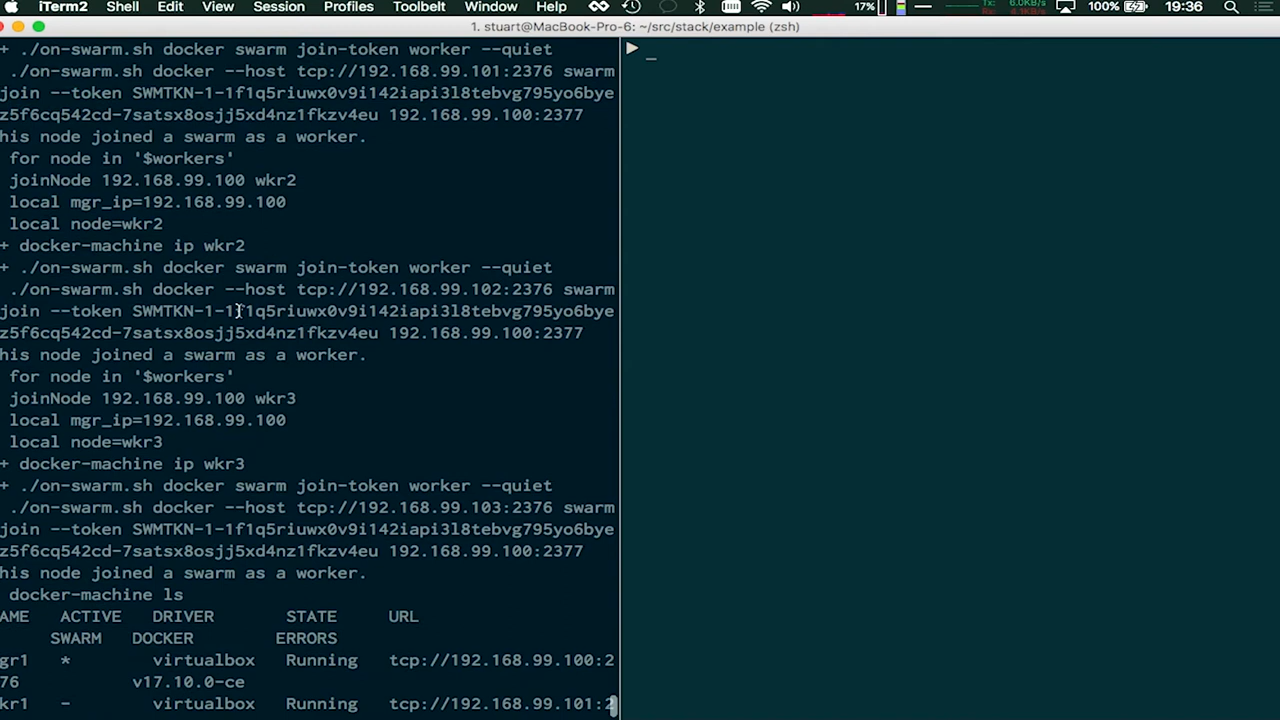 iTerm2 Shell Edit View Session Profiles Toolbelt Window Help 17% 100% 19:36
1. stuart@MacBook-Pro-6: ~/src/stack/example (zsh)
+ ./on-swarm.sh docker swarm join-token worker --quiet
./on-swarm.sh docker --host tcp://192.168.99.101:2376 swarm
join --token SWMTKN-1-1f1q5riuwx0v9i142iapi3l8tebvg795yo6bye
z5f6cq542cd-7satsx8osjj5xd4nz1fkzv4eu 192.168.99.100:2377
his node joined a swarm as a worker.
for node in '$workers'
joinNode 192.168.99.100 wkr2
local mgr_ip=192.168.99.100
local node=wkr2
+ docker-machine ip wkr2
+ ./on-swarm.sh docker swarm join-token worker --quiet
./on-swarm.sh docker --host tcp://192.168.99.102:2376 swarm
join --token SWMTKN-1-1f1q5riuwx0v9i142iapi3l8tebvg795yo6bye
z5f6cq542cd-7satsx8osjj5xd4nz1fkzv4eu 192.168.99.100:2377
his node joined a swarm as a worker.
for node in '$workers'
joinNode 192.168.99.100 wkr3
local mgr_ip=192.168.99.100
local node=wkr3
+ docker-machine ip wkr3
+ ./on-swarm.sh docker swarm join-token worker --quiet
./on-swarm.sh docker --host tcp://192.168.99.103:2376 swarm
join --token SWMTKN-1-1f1q5riuwx0v9i142iapi3l8tebvg795yo6bye
z5f6cq542cd-7satsx8osjj5xd4nz1fkzv4eu 192.168.99.100:2377
his node joined a swarm as a worker.
docker-machine ls
AME ACTIVE DRIVER STATE URL
SWARM DOCKER ERRORS
gr1 * virtualbox Running tcp://192.168.99.100:2
76 v17.10.0-ce
kr1 - virtualbox Running tcp://192.168.99.101:2